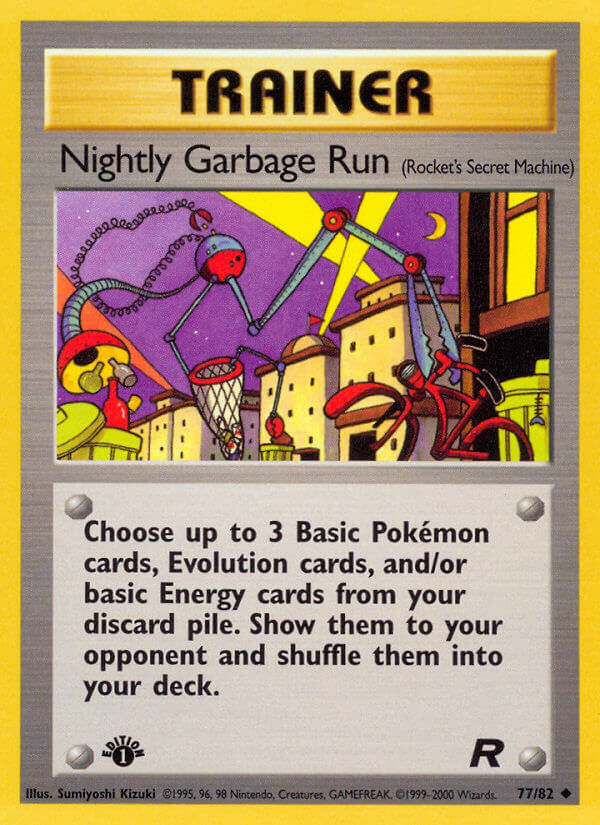 TRAINER
Nightly Garbage Run (Rocket's Secret Machine)
Choose up to 3 Basic Pokémon
cards, Evolution cards, and/or
basic Energy cards from your
discard pile. Show them to your
opponent and shuffle them into
your deck.
EDITION 1
R
Illus. Sumiyoshi Kizuki ©1995, 96, 98 Nintendo, Creatures, GAMEFREAK. ©1999-2000 Wizards. 77/82 ◆